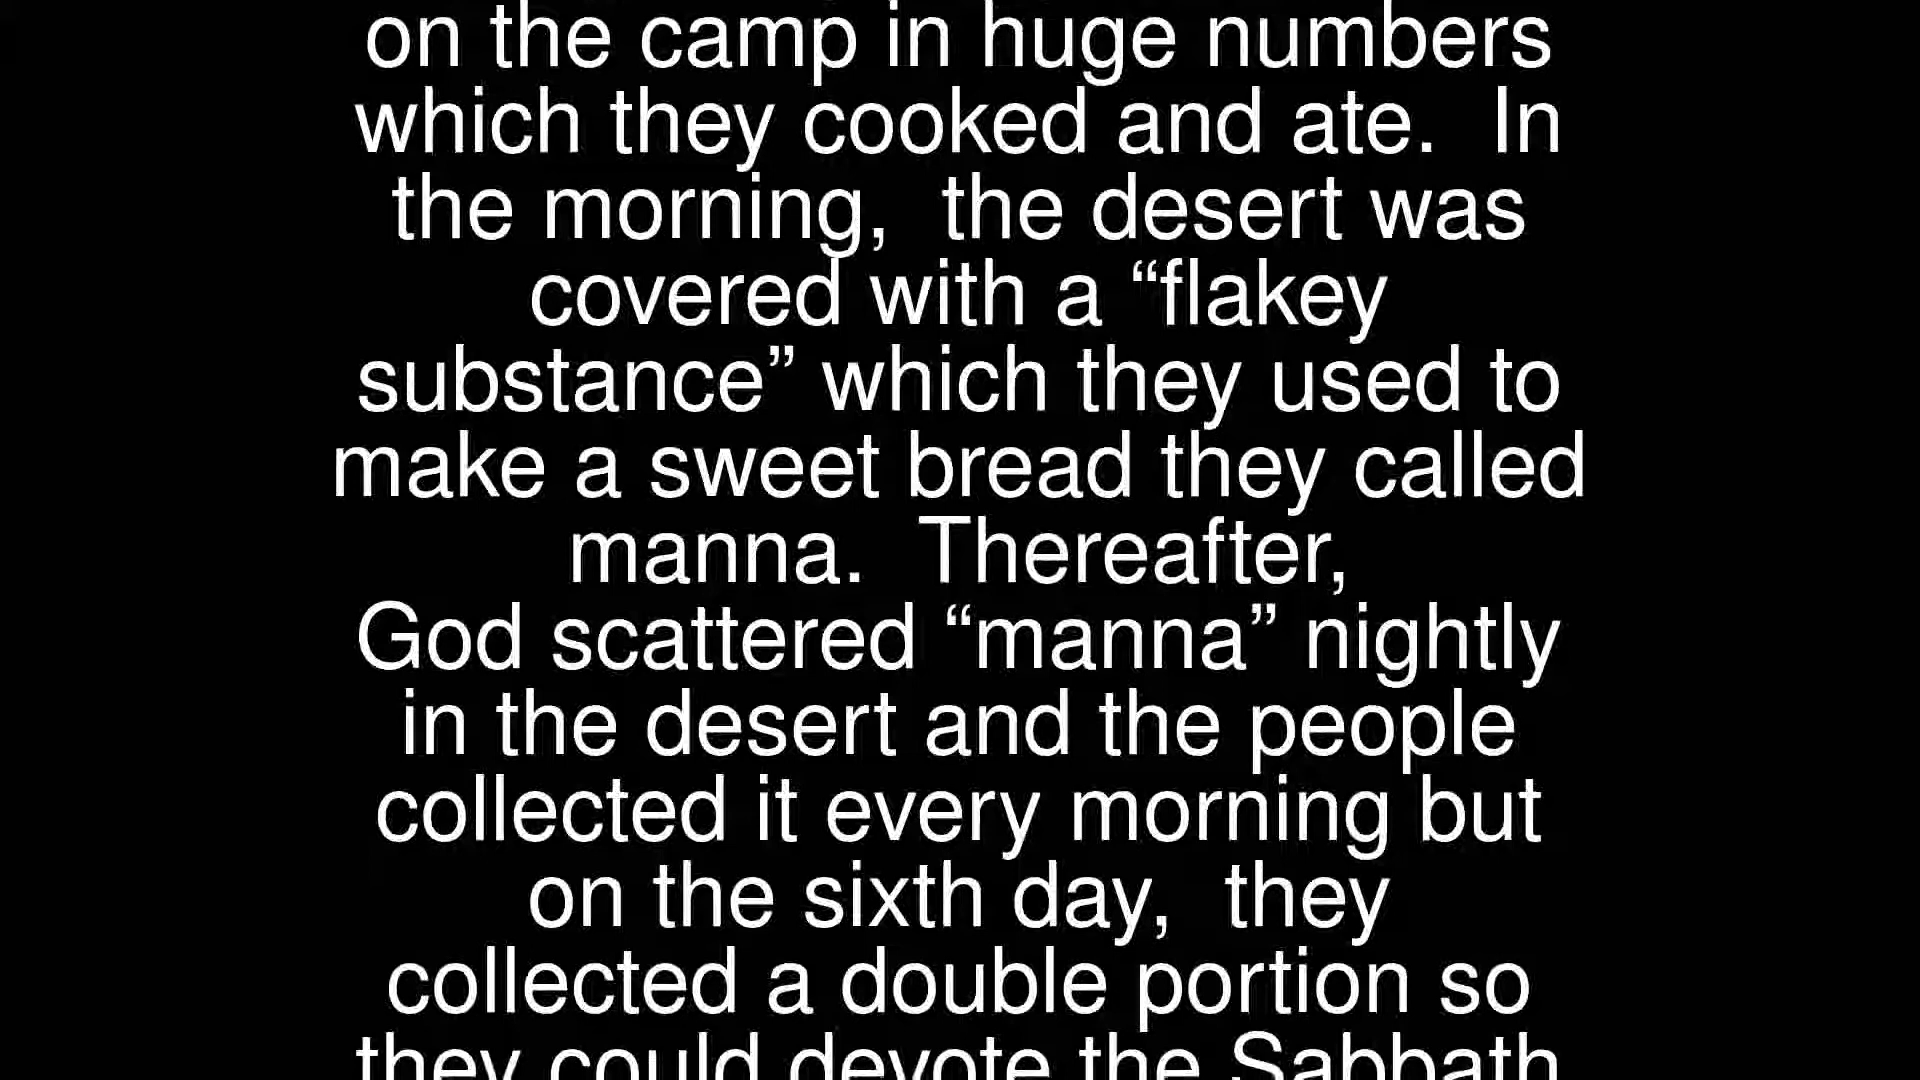 on the camp in huge numbers
which they cooked and ate.  In
the morning,  the desert was
covered with a “flakey
substance” which they used to
make a sweet bread they called
manna.  Thereafter,
God scattered “manna” nightly
in the desert and the people
collected it every morning but
on the sixth day,  they
collected a double portion so
they could devote the Sabbath